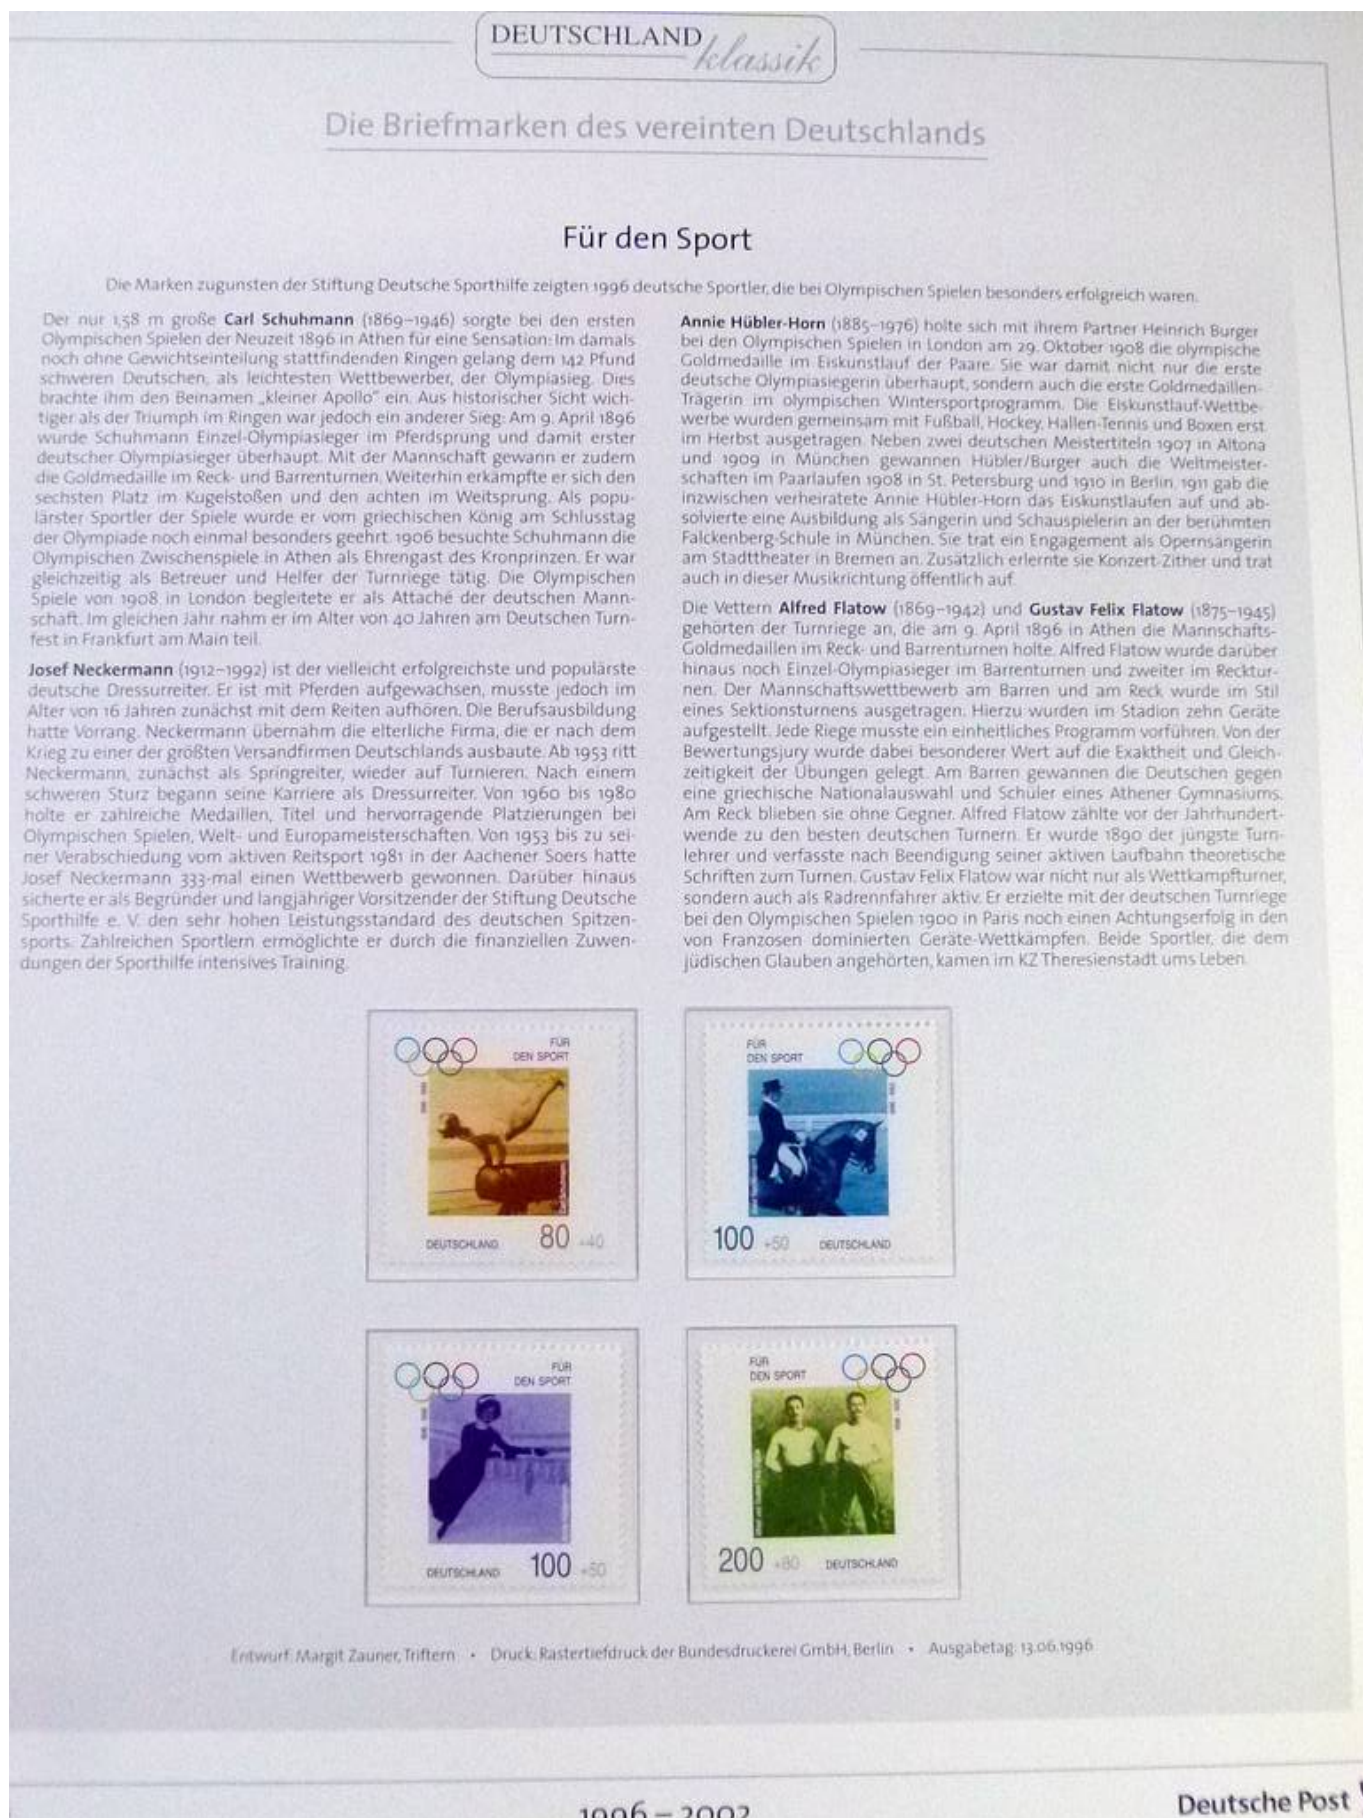 DEUTSCHLAND
klassik
Die Briefmarken des vereinten Deutschlands
Für den Sport
Die Marken zugunsten der Stiftung Deutsche Sporthilfe zeigten 1996 deutsche Sportler, die bei Olympischen Spielen besonders erfolgreich waren.
Der nur 1,58 m große Carl Schuhmann (1869–1946) sorgte bei den ersten
Olympischen Spielen der Neuzeit 1896 in Athen für eine Sensation: Im damals
noch ohne Gewichtseinteilung stattfindenden Ringen gelang dem 142 Pfund
schweren Deutschen, als leichtesten Wettbewerber, der Olympiasieg. Dies
brachte ihm den Beinamen „kleiner Apollo“ ein. Aus historischer Sicht wich-
tiger als der Triumph im Ringen war jedoch ein anderer Sieg: Am 9. April 1896
wurde Schuhmann Einzel-Olympiasieger im Pferdsprung und damit erster
deutscher Olympiasieger überhaupt. Mit der Mannschaft gewann er zudem
die Goldmedaille im Reck- und Barrenturnen. Weiterhin erkämpfte er sich den
sechsten Platz im Kugelstoßen und den achten im Weitsprung. Als popu-
lärster Sportler der Spiele wurde er vom griechischen König am Schlusstag
der Olympiade noch einmal besonders geehrt. 1906 besuchte Schuhmann die
Olympischen Zwischenspiele in Athen als Ehrengast des Kronprinzen. Er war
gleichzeitig als Betreuer und Helfer der Turnriege tätig. Die Olympischen
Spiele von 1908 in London begleitete er als Attaché der deutschen Mann-
schaft. Im gleichen Jahr nahm er im Alter von 40 Jahren am Deutschen Turn-
fest in Frankfurt am Main teil.
Josef Neckermann (1912–1992) ist der vielleicht erfolgreichste und populärste
deutsche Dressurreiter. Er ist mit Pferden aufgewachsen, musste jedoch im
Alter von 16 Jahren zunächst mit dem Reiten aufhören. Die Berufsausbildung
hatte Vorrang. Neckermann übernahm die elterliche Firma, die er nach dem
Krieg zu einer der größten Versandfirmen Deutschlands ausbaute. Ab 1953 ritt
Neckermann, zunächst als Springreiter, wieder auf Turnieren. Nach einem
schweren Sturz begann seine Karriere als Dressurreiter. Von 1960 bis 1980
holte er zahlreiche Medaillen, Titel und hervorragende Platzierungen bei
Olympischen Spielen, Welt- und Europameisterschaften. Von 1953 bis zu sei-
ner Verabschiedung vom aktiven Reitsport 1981 in der Aachener Soers hatte
Josef Neckermann 333-mal einen Wettbewerb gewonnen. Darüber hinaus
sicherte er als Begründer und langjähriger Vorsitzender der Stiftung Deutsche
Sporthilfe e. V. den sehr hohen Leistungsstandard des deutschen Spitzen-
sports. Zahlreichen Sportlern ermöglichte er durch die finanziellen Zuwen-
dungen der Sporthilfe intensives Training.
Annie Hübler-Horn (1885–1976) holte sich mit ihrem Partner Heinrich Burger
bei den Olympischen Spielen in London am 29. Oktober 1908 die olympische
Goldmedaille im Eiskunstlauf der Paare. Sie war damit nicht nur die erste
deutsche Olympiasiegerin überhaupt, sondern auch die erste Goldmedaillen-
Trägerin im olympischen Wintersportprogramm. Die Eiskunstlauf-Wettbe-
werbe wurden gemeinsam mit Fußball, Hockey, Hallen-Tennis und Boxen erst
im Herbst ausgetragen. Neben zwei deutschen Meistertiteln 1907 in Altona
und 1909 in München gewannen Hübler/Burger auch die Weltmeister-
schaften im Paarlaufen 1908 in St. Petersburg und 1910 in Berlin. 1911 gab die
inzwischen verheiratete Annie Hübler-Horn das Eiskunstlaufen auf und ab-
solvierte eine Ausbildung als Sängerin und Schauspielerin an der berühmten
Falckenberg-Schule in München. Sie trat ein Engagement als Opernsängerin
am Stadttheater in Bremen an. Zusätzlich erlernte sie Konzert-Zither und trat
auch in dieser Musikrichtung öffentlich auf.
Die Vettern Alfred Flatow (1869–1942) und Gustav Felix Flatow (1875–1945)
gehörten der Turnriege an, die am 9. April 1896 in Athen die Mannschafts-
Goldmedaillen im Reck- und Barrenturnen holte. Alfred Flatow wurde darüber
hinaus noch Einzel-Olympiasieger im Barrenturnen und zweiter im Recktur-
nen. Der Mannschaftswettbewerb am Barren und am Reck wurde im Stil
eines Sektionsturnens ausgetragen. Hierzu wurden im Stadion zehn Geräte
aufgestellt. Jede Riege musste ein einheitliches Programm vorführen. Von der
Bewertungsjury wurde dabei besonderer Wert auf die Exaktheit und Gleich-
zeitigkeit der Übungen gelegt. Am Barren gewannen die Deutschen gegen
eine griechische Nationalauswahl und Schüler eines Athener Gymnasiums.
Am Reck blieben sie ohne Gegner. Alfred Flatow zählte vor der Jahrhundert-
wende zu den besten deutschen Turnern. Er wurde 1890 der jüngste Turn-
lehrer und verfasste nach Beendigung seiner aktiven Laufbahn theoretische
Schriften zum Turnen. Gustav Felix Flatow war nicht nur als Wettkampfturner,
sondern auch als Radrennfahrer aktiv. Er erzielte mit der deutschen Turnriege
bei den Olympischen Spielen 1900 in Paris noch einen Achtungserfolg in den
von Franzosen dominierten Geräte-Wettkämpfen. Beide Sportler, die dem
jüdischen Glauben angehörten, kamen im KZ Theresienstadt ums Leben.
FÜR
DEN SPORT
Carl Schuhmann
DEUTSCHLAND 80 +40
FÜR
DEN SPORT
100 +50 DEUTSCHLAND
FÜR
DEN SPORT
DEUTSCHLAND 100 +50
FÜR
DEN SPORT
200 +80 DEUTSCHLAND
Entwurf: Margit Zauner, Triftern • Druck: Rastertiefdruck der Bundesdruckerei GmbH, Berlin • Ausgabetag: 13.06.1996
1996 – 2002
Deutsche Post